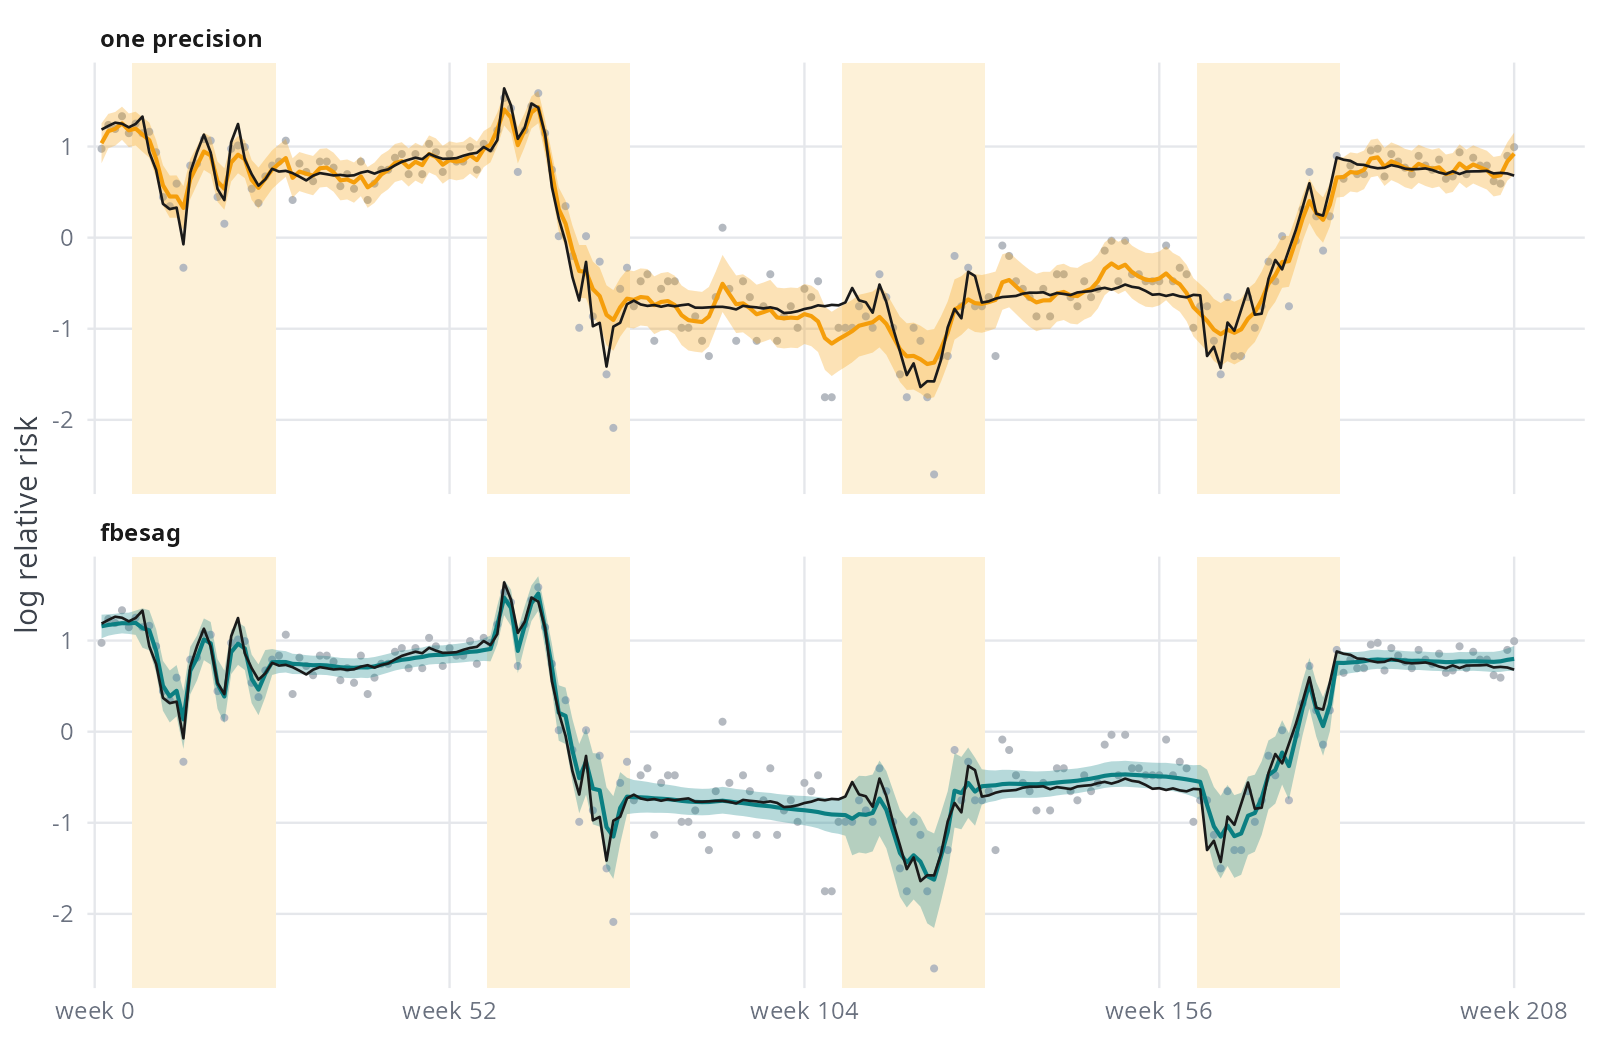 one precision
1
0
-1
-2
log relative risk
fbesag
1
0
-1
-2
week 0
week 52
week 104
week 156
week 208